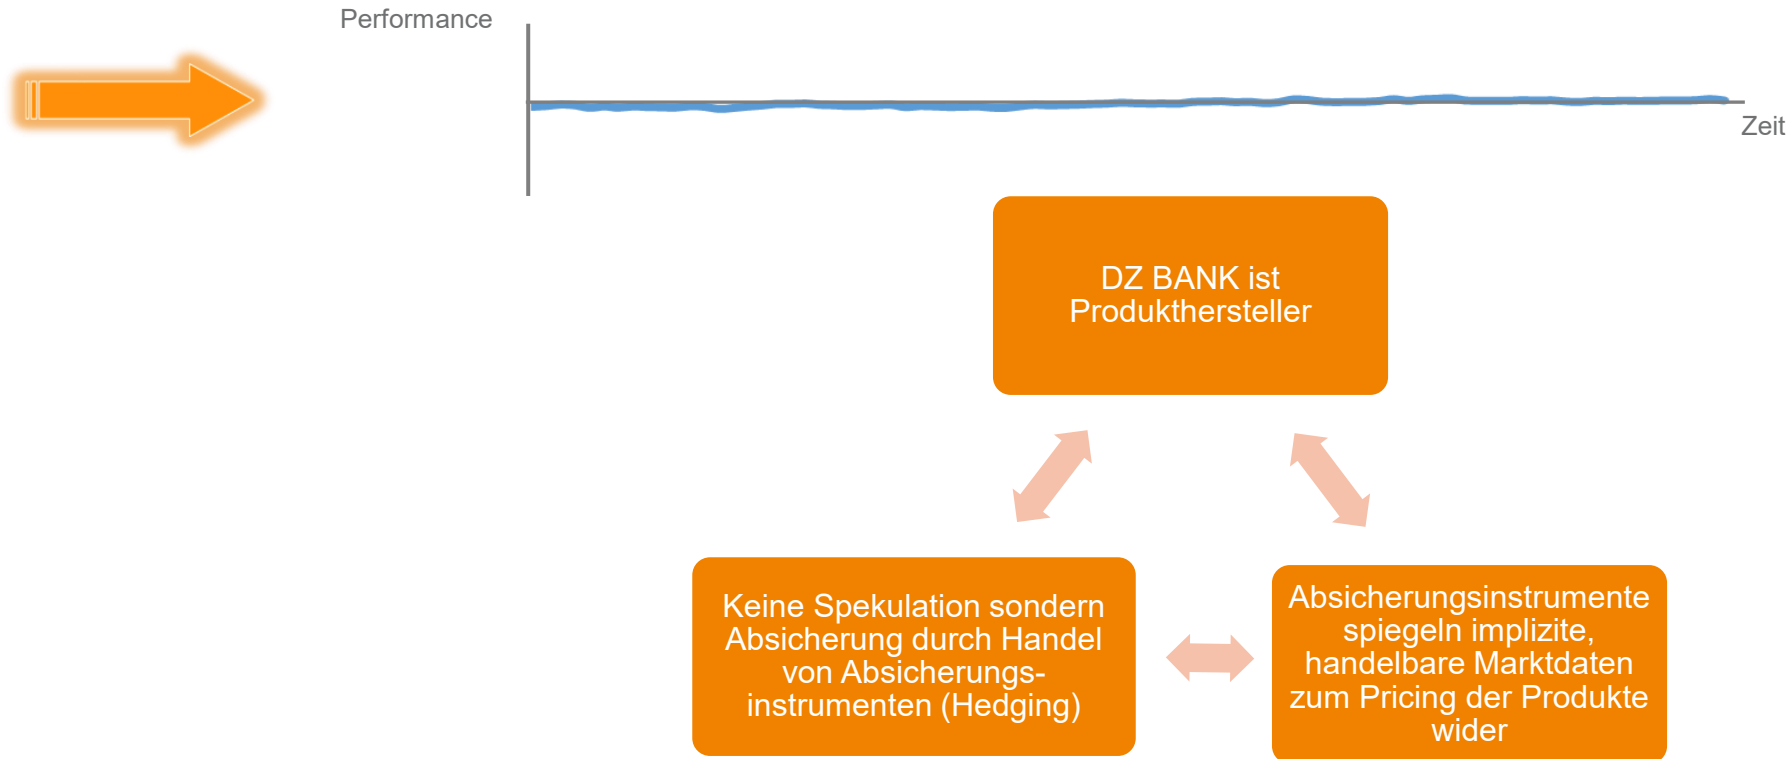 Performance
Zeit
DZ BANK ist
Produkthersteller
Keine Spekulation sondern
Absicherung durch Handel
von Absicherungs-
instrumenten (Hedging)
Absicherungsinstrumente
spiegeln implizite,
handelbare Marktdaten
zum Pricing der Produkte
wider